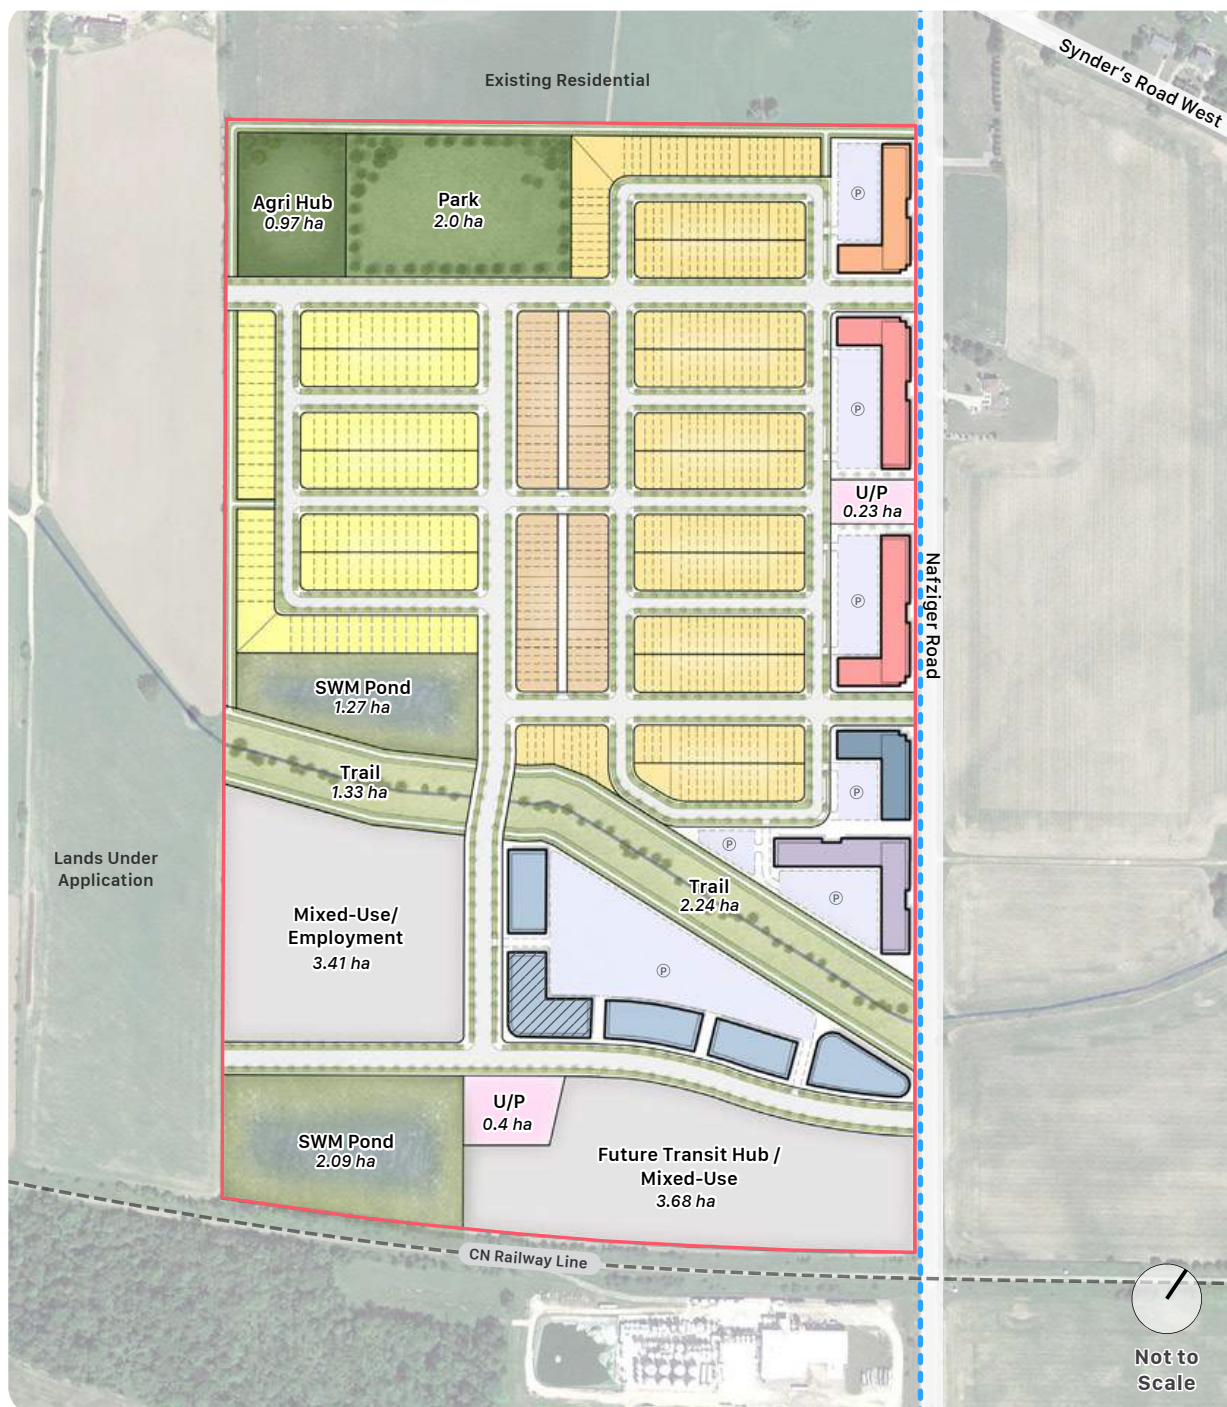 Synder's Road West
Existing Residential
Agri Hub
0.97 ha
Park
2.0 ha
P
P
U/P
0.23 ha
Nafziger Road
P
SWM Pond
1.27 ha
Trail
1.33 ha
P
P
Lands Under
Application
Trail
2.24 ha
P
Mixed-Use/
Employment
3.41 ha
P
U/P
0.4 ha
SWM Pond
2.09 ha
Future Transit Hub /
Mixed-Use
3.68 ha
CN Railway Line
Not to
Scale